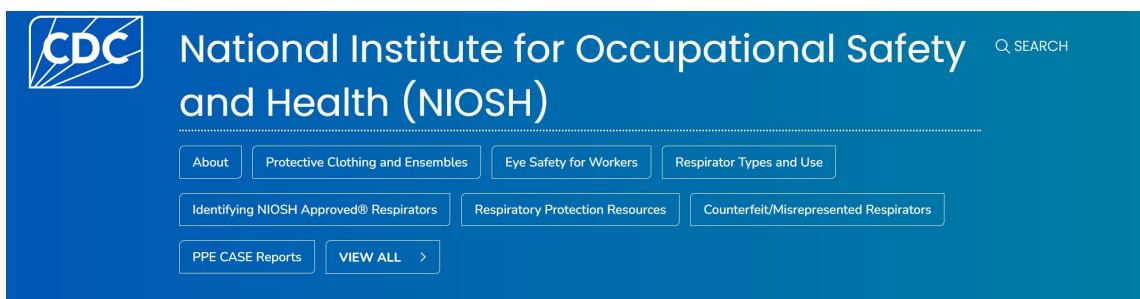 CDC
National Institute for Occupational Safety
and Health (NIOSH)
SEARCH
About
Protective Clothing and Ensembles
Eye Safety for Workers
Respirator Types and Use
Identifying NIOSH Approved® Respirators
Respiratory Protection Resources
Counterfeit/Misrepresented Respirators
PPE CASE Reports
VIEW ALL >